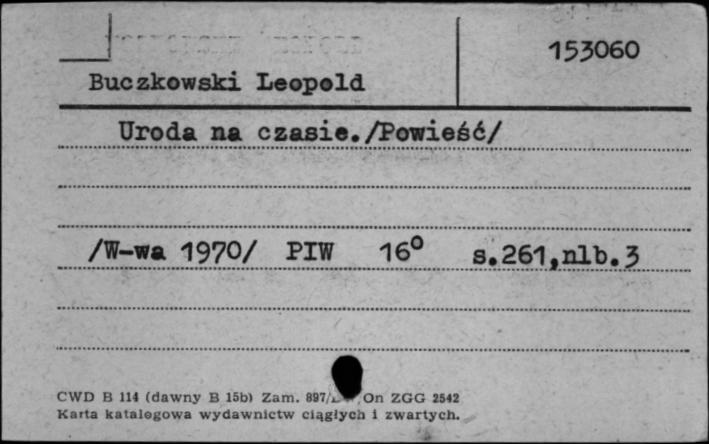 153060
Buczkowski Leopold
Uroda na czasie./Powieść/
/W-wa 1970/ PIW 16° s.261,nlb.3
CWD B 114 (dawny B 15b) Zam. 897/ On ZGG 2542
Karta katalogowa wydawnictw ciągłych i zwartych.